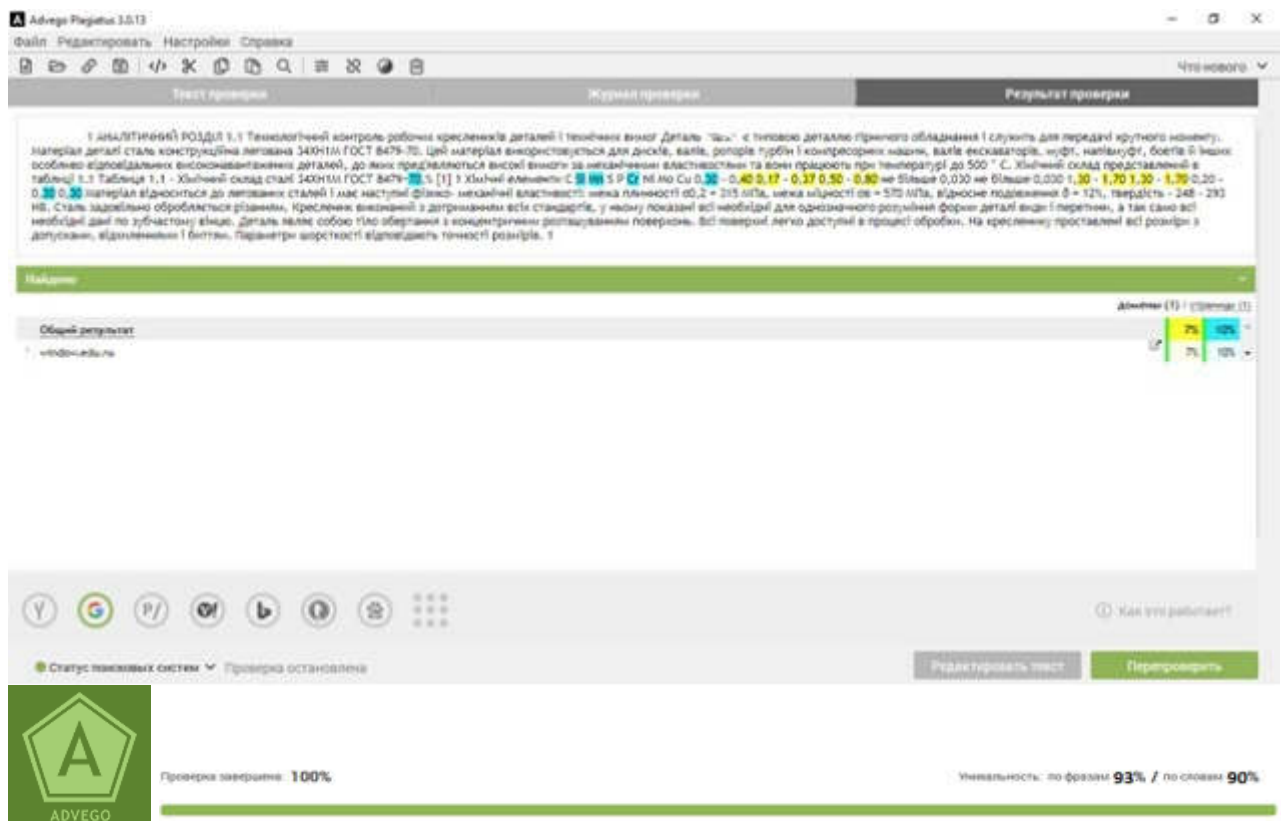 Advego Plagiatus 3.0.13
Файл Редактировать Настройки Справка
Что нового
Текст проверки
Журнал проверки
Результат проверки
1 АНАЛІТИЧНИЙ РОЗДІЛ 1.1 Технологічний контроль робочих креслеників деталей і технічних вимог Деталь є типовою деталлю гірничого обладнання і служить для передачі крутного моменту.
Матеріал деталі сталь конструкційна легована 34ХН1М ГОСТ 8479-70. Цей матеріал використовується для дисків, валів, роторів турбін і компресорних машин, валів екскаваторів, муфт, напівмуфт, болтів й інших
особливо відповідальних високонавантажених деталей, до яких пред'являються високі вимоги за механічними властивостями та вони працюють при температурі до 500 ° С. Хімічний склад представлений в
таблиці 1.1 Таблиця 1.1 - Хімічний склад сталі 34ХН1М ГОСТ 8479-70, % [1] З Хімічні елементи C Si Mn S P Cr Ni Mo Cu 0,30 - 0,40 0,17 - 0,37 0,50 - 0,80 не більше 0,030 не більше 0,030 1,30 - 1,70 1,30 - 1,70 0,20 -
0,30 0,30 Матеріал відноситься до легованих сталей і має наступні фізико- механічні властивості: межа плинності σ0,2 = 315 МПа, межа міцності σв = 570 МПа, відносне подовження δ = 12%, твердість - 248 - 293
НВ. Сталь задовільно обробляється різанням. Кресленик виконаний з дотриманням всіх стандартів, у ньому показані всі необхідні для однозначного розуміння форми деталі види і перетини, а так само всі
необхідні дані по зубчастому вінцю. Деталь являє собою тіло обертання з концентричним розташуванням поверхонь. Всі поверхні легко доступні в процесі обробки. На кресленику проставлені всі розміри з
допусками, відхиленнями і биттям. Параметри шорсткості відповідають точності розмірів. 1
Найдено
домены (1) / страницы (1)
Общий результат 7% 10%
1. window.edu.ru 7% 10%
Как это работает?
Статус поисковых систем Проверка остановлена
Редактировать текст
Перепроверить
A
ADVEGO
Проверка завершена: 100%
Уникальность: по фразам 93% / по словам 90%